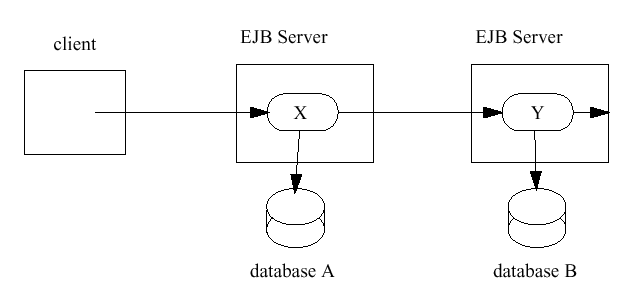 client
EJB Server
EJB Server
X
Y
database A
database B